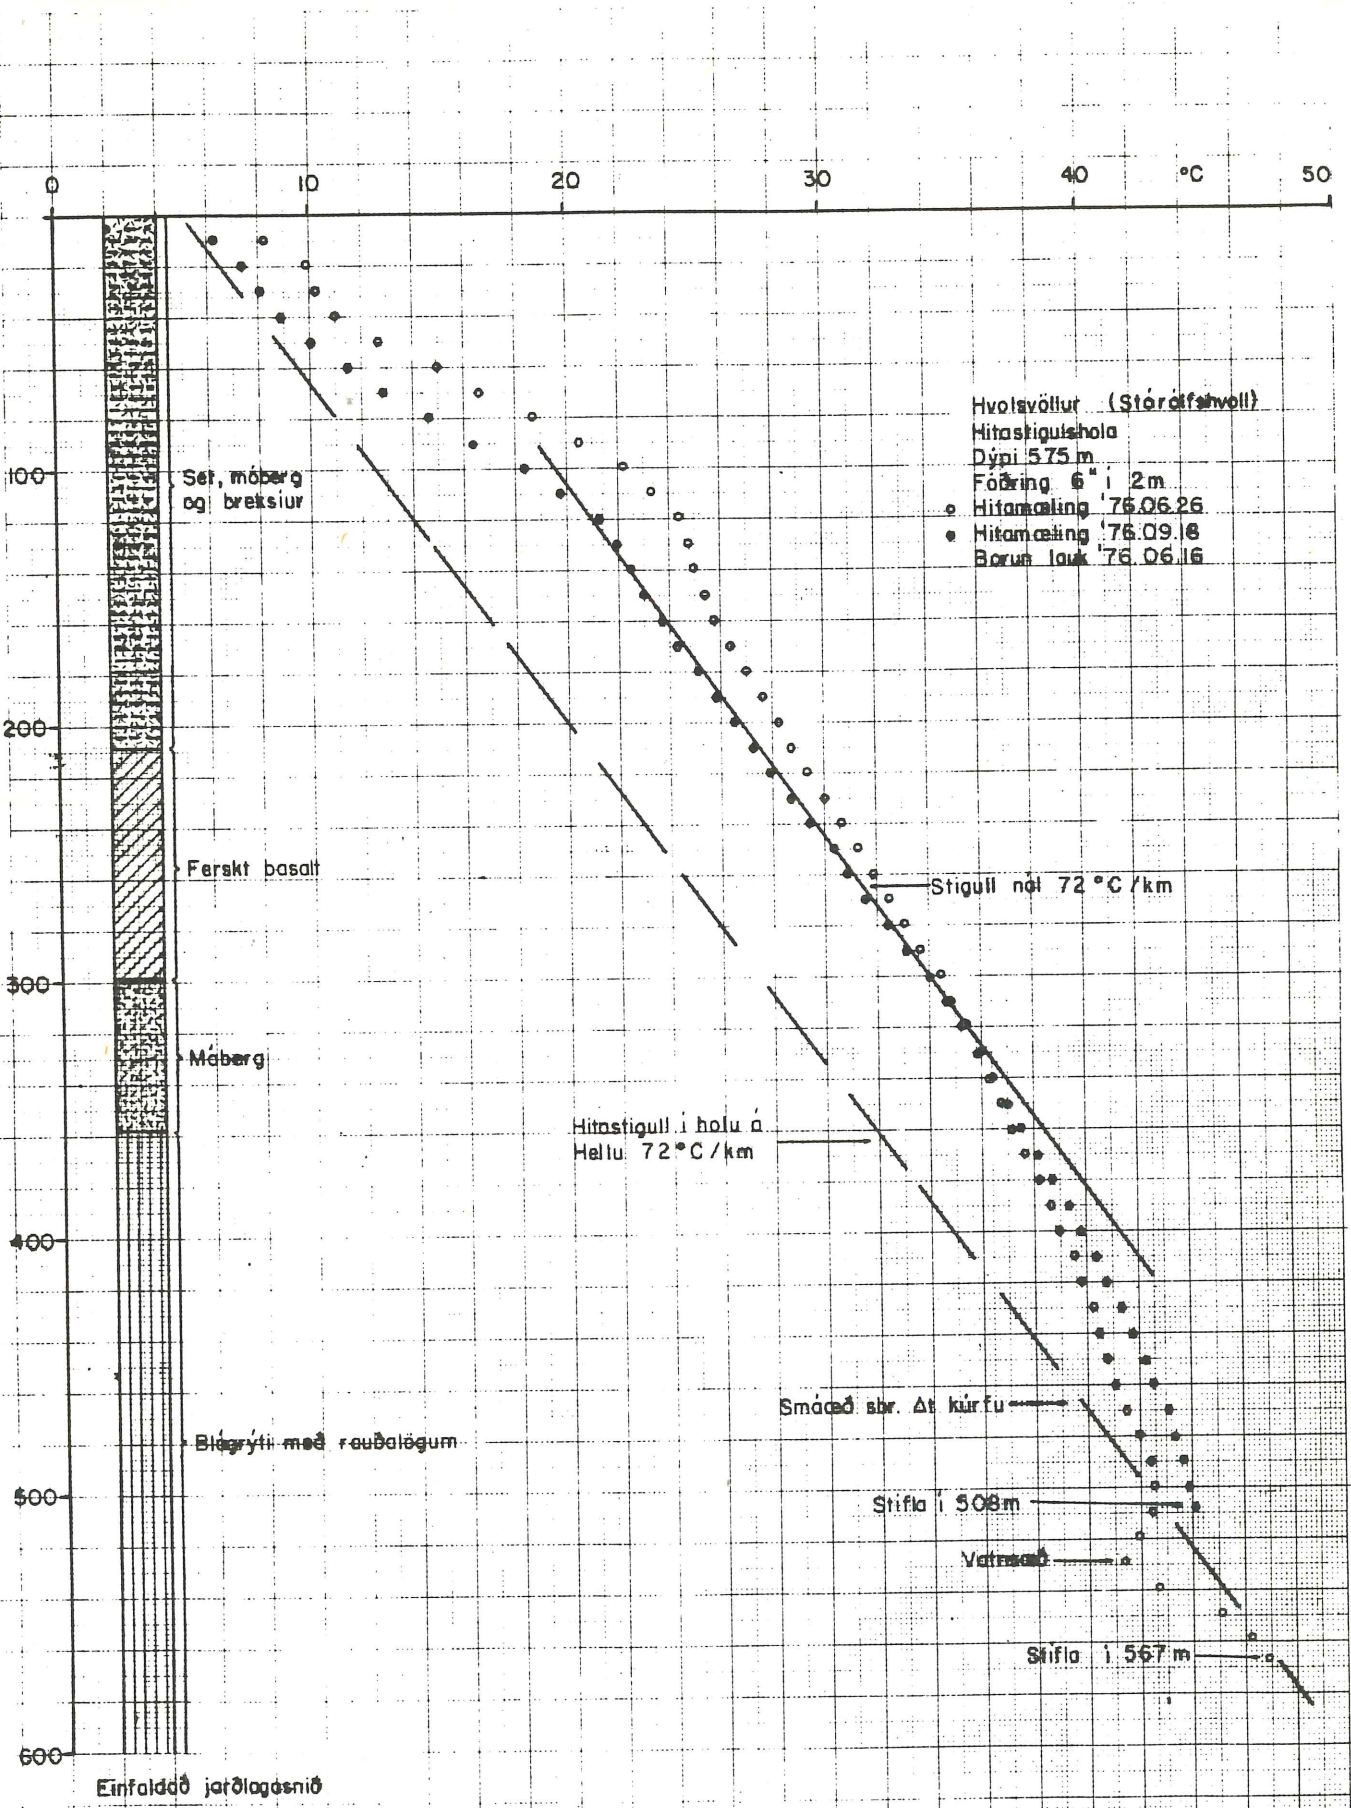 0 10 20 30 40 °C 50
Hvolsvöllur (Stórólfshvoll)
Hitastigulshola
Dýpi 575 m
Fóðring 6" í 2m
Hitamæling '76.06.26
Hitamæling '76.09.16
Borun lauk '76.06.16
100
Set, móberg
og breksíur
200
Ferskt basalt
Stigull nál 72 °C/km
300
Móberg
Hitastigull í holu á
Hellu 72°C/km
400
Smáæð sbr. Δt kúrfu
Blágrýti með rauðalögum
500
Stífla í 508m
Vatnsæð
Stífla í 567m
600
Einfaldað jarðlagasnið